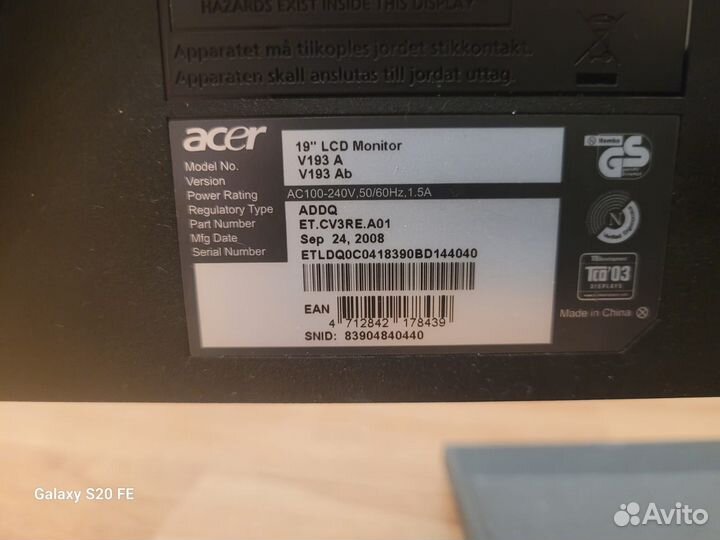 HAZARDS EXIST INSIDE THIS DISPLAY
Apparatet må tilkoples jordet stikkontakt.
Apparaten skall anslutas till jordat uttag.
acer
19" LCD Monitor
Model No. V193 A
Version V193 Ab
Power Rating AC100-240V,50/60Hz,1.5A
Regulatory Type ADDQ
Part Number ET.CV3RE.A01
Mfg Date Sep 24, 2008
Serial Number ETLDQ0C0418390BD144040
EAN
4 712842 178439
SNID: 83904840440
GS
N
TCO'03
DISPLAYS
Made in China
Galaxy S20 FE
Avito